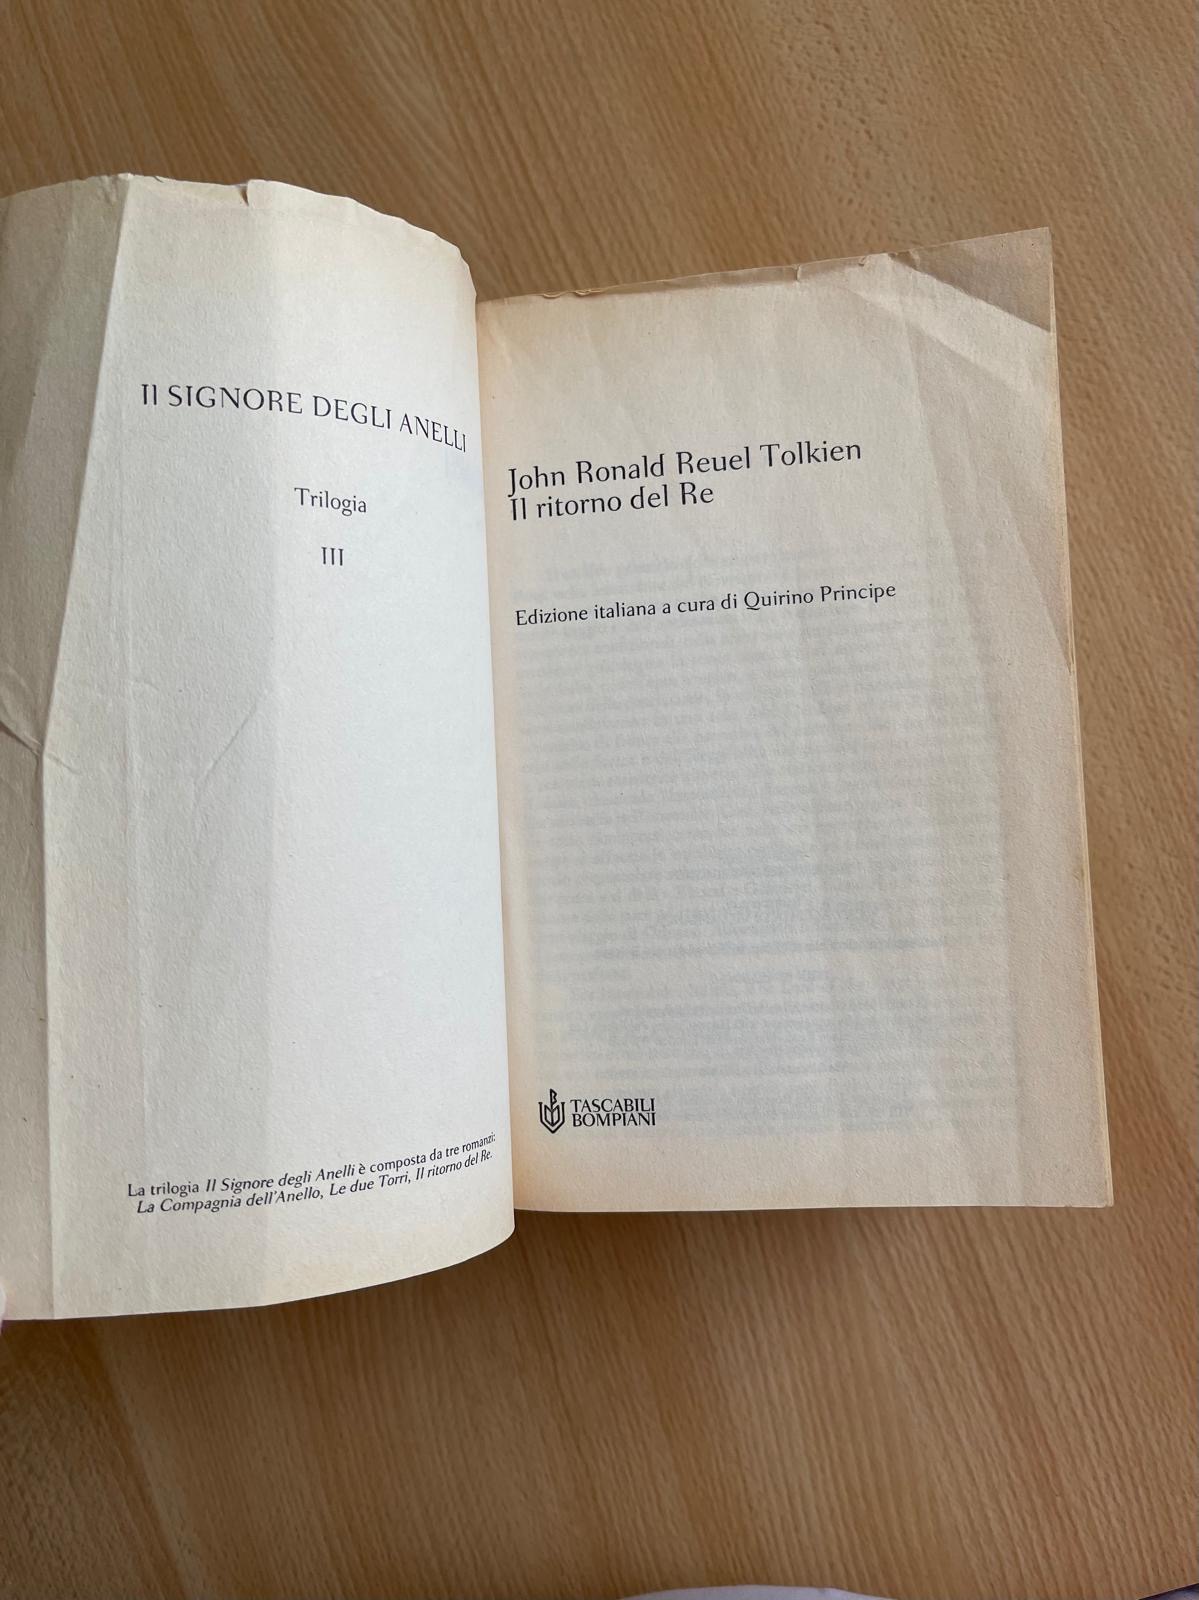 Il SIGNORE DEGLI ANELLI
Trilogia
III
La trilogia Il Signore degli Anelli è composta da tre romanzi:
La Compagnia dell'Anello, Le due Torri, Il ritorno del Re.
John Ronald Reuel Tolkien
Il ritorno del Re
Edizione italiana a cura di Quirino Principe
TASCABILI
BOMPIANI